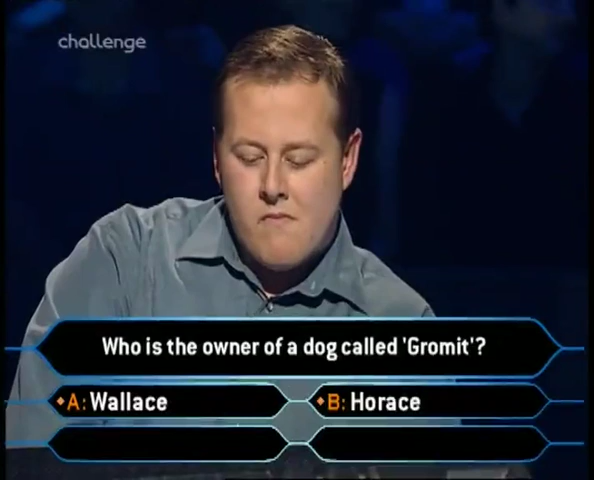 challenge
Who is the owner of a dog called 'Gromit'?
A: Wallace
B: Horace